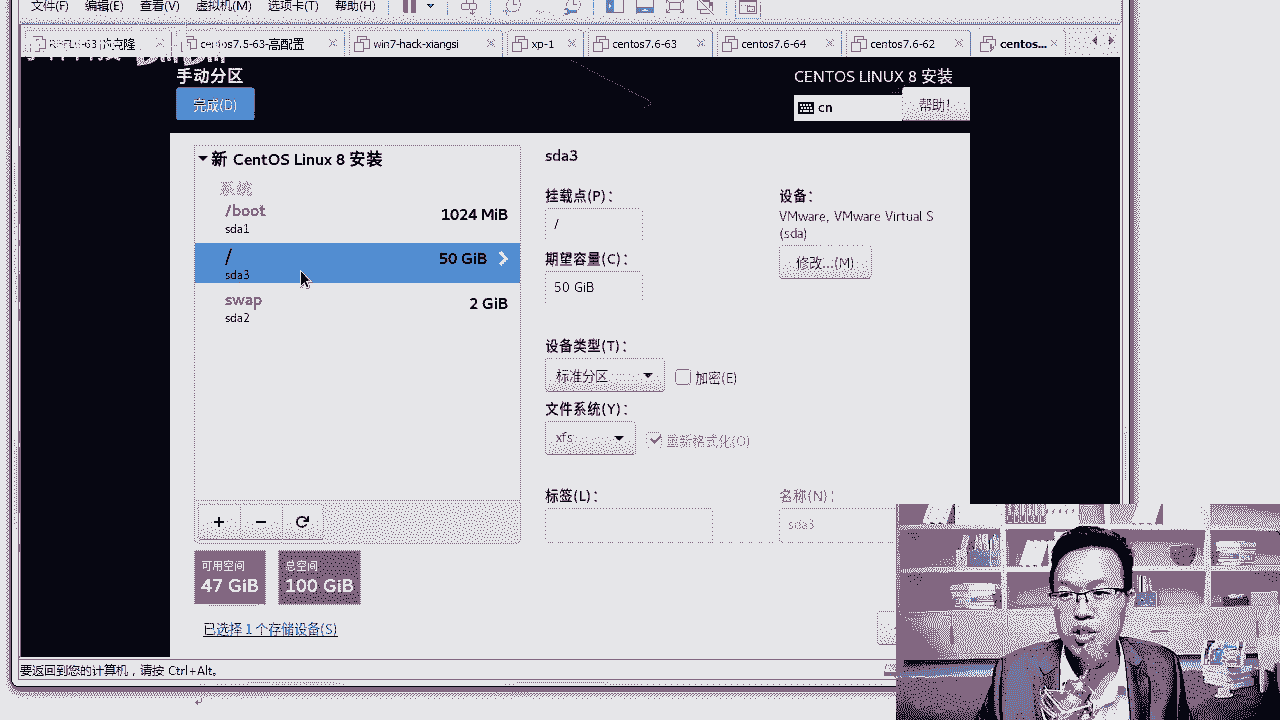 文件(F) 编辑(E) 查看(V) 虚拟机(M) 选项卡(T) 帮助(H)
centos7.5-63-高配置 win7-hack-xiangsi xp-1 centos7.6-63 centos7.6-64 centos7.6-62 centos...
手动分区
CENTOS LINUX 8 安装
完成(D)
cn
帮助!
新 CentOS Linux 8 安装
系统
/boot 1024 MiB
sda1
/ 50 GiB
sda3
swap 2 GiB
sda2
+ −
可用空间
47 GiB
总空间
100 GiB
已选择 1 个存储设备(S)
sda3
挂载点(P)：
/
期望容量(C)：
50 GiB
设备：
VMware, VMware Virtual S
(sda)
修改...(M)
设备类型(T)：
标准分区
加密(E)
文件系统(Y)：
xfs
重新格式化(O)
标签(L)：
名称(N)：
sda3
要返回到您的计算机，请按 Ctrl+Alt。